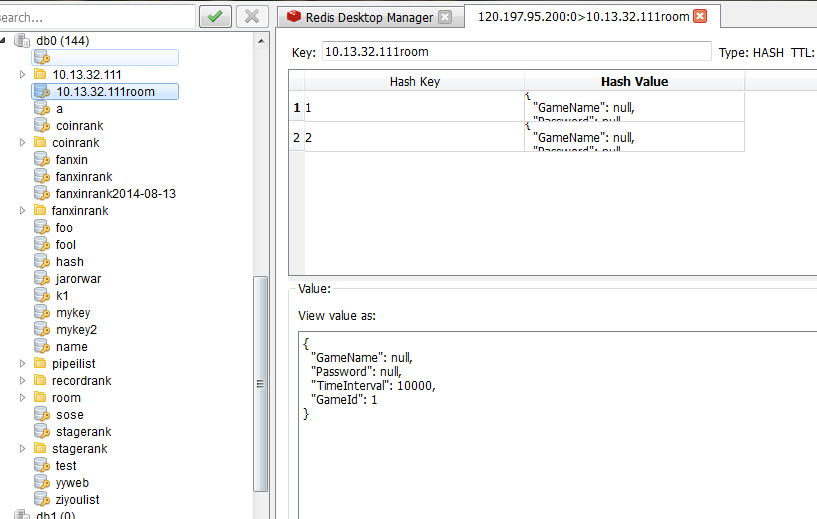 search...
db0 (144)
10.13.32.111
10.13.32.111room
a
coinrank
coinrank
fanxin
fanxinrank
fanxinrank2014-08-13
fanxinrank
foo
fool
hash
jarorwar
k1
mykey
mykey2
name
pipeilist
recordrank
room
sose
stagerank
stagerank
test
yyweb
ziyoulist
db1 (0)
Redis Desktop Manager
120.197.95.200:0>10.13.32.111room
Key: 10.13.32.111room Type: HASH TTL:
Hash Key Hash Value
1 1 {
"GameName": null,
"Password": null
2 2 {
"GameName": null,
"Password": null
Value:
View value as:
{
"GameName": null,
"Password": null,
"TimeInterval": 10000,
"GameId": 1
}